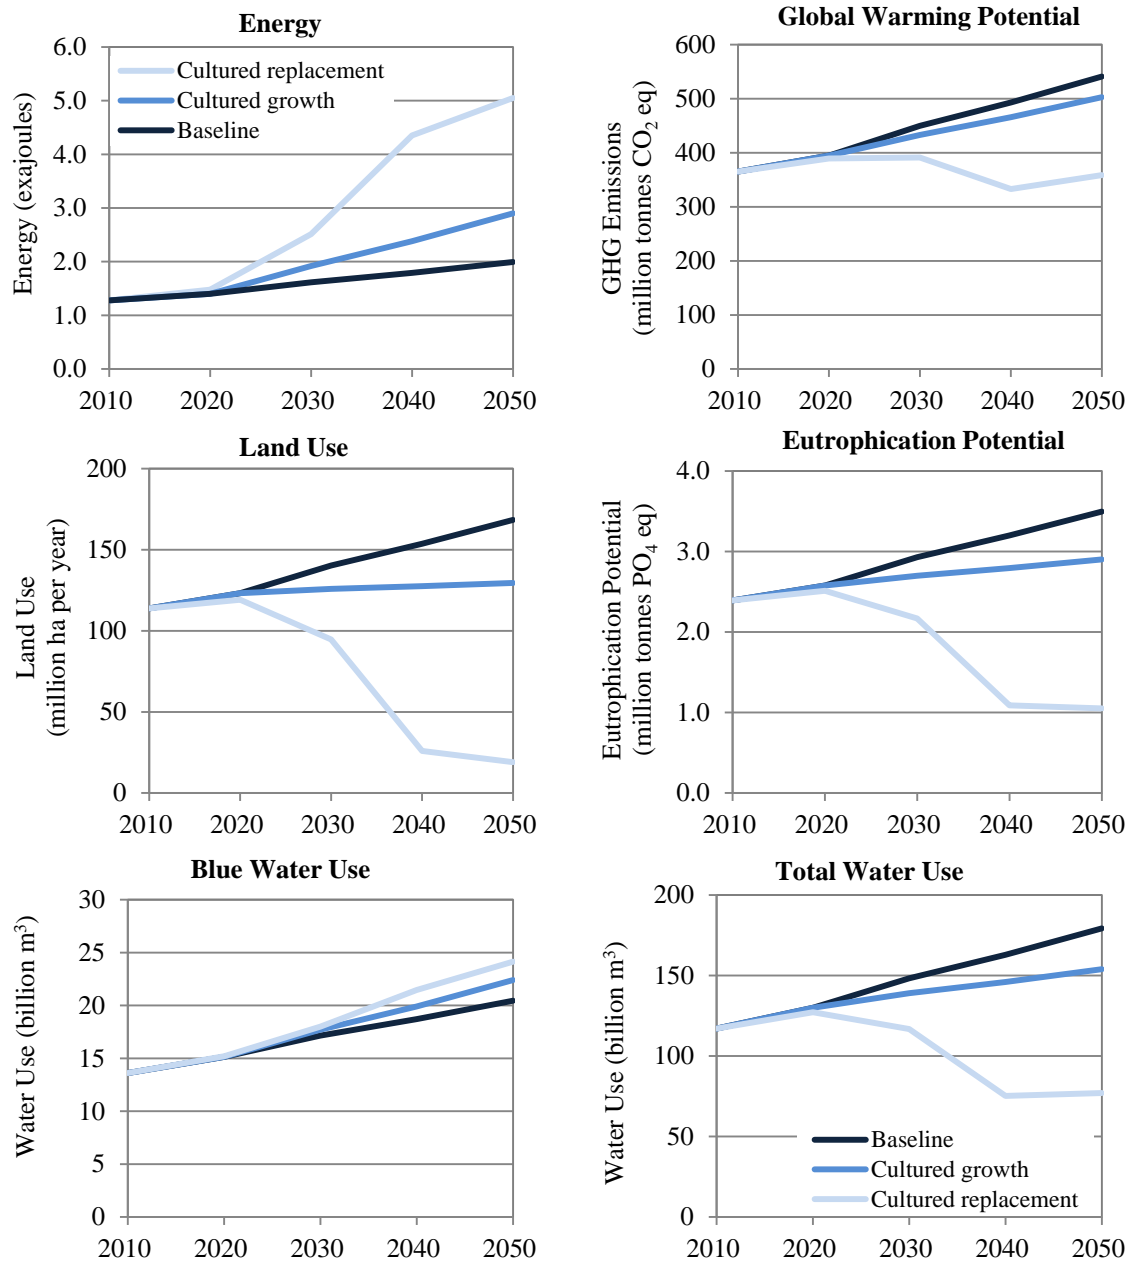 Energy
Energy (exajoules)
6.0
5.0
4.0
3.0
2.0
1.0
0.0
Cultured replacement
Cultured growth
Baseline
2010 2020 2030 2040 2050
Global Warming Potential
GHG Emissions
(million tonnes CO₂ eq)
600
500
400
300
200
100
0
2010 2020 2030 2040 2050
Land Use
Land Use
(million ha per year)
200
150
100
50
0
2010 2020 2030 2040 2050
Eutrophication Potential
Eutrophication Potential
(million tonnes PO₄ eq)
4.0
3.0
2.0
1.0
0.0
2010 2020 2030 2040 2050
Blue Water Use
Water Use (billion m³)
30
25
20
15
10
5
0
2010 2020 2030 2040 2050
Total Water Use
Water Use (billion m³)
200
150
100
50
0
Baseline
Cultured growth
Cultured replacement
2010 2020 2030 2040 2050